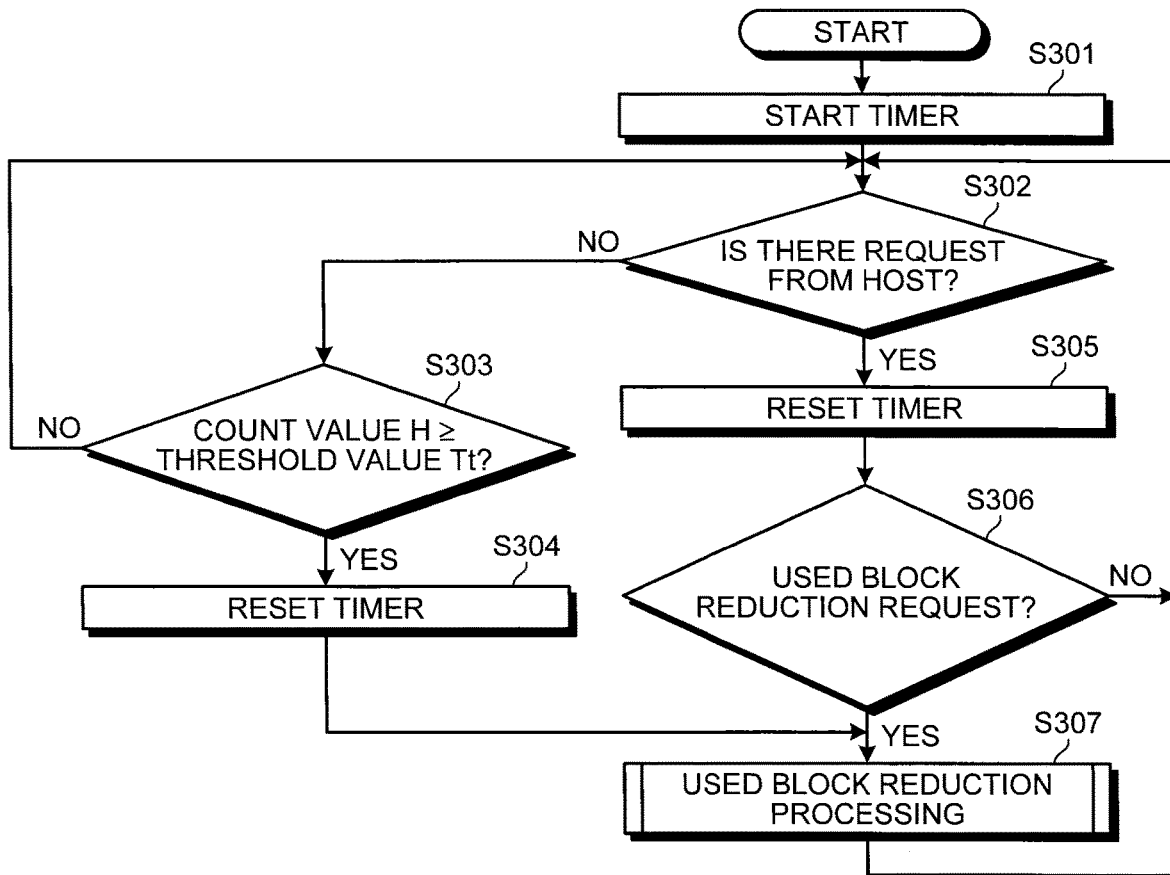 START
S301
START TIMER
S302
NO
IS THERE REQUEST
FROM HOST?
YES
S303
S305
RESET TIMER
NO
COUNT VALUE H ≥
THRESHOLD VALUE Tt?
YES
S304
RESET TIMER
S306
USED BLOCK
REDUCTION REQUEST?
NO
YES
S307
USED BLOCK REDUCTION
PROCESSING